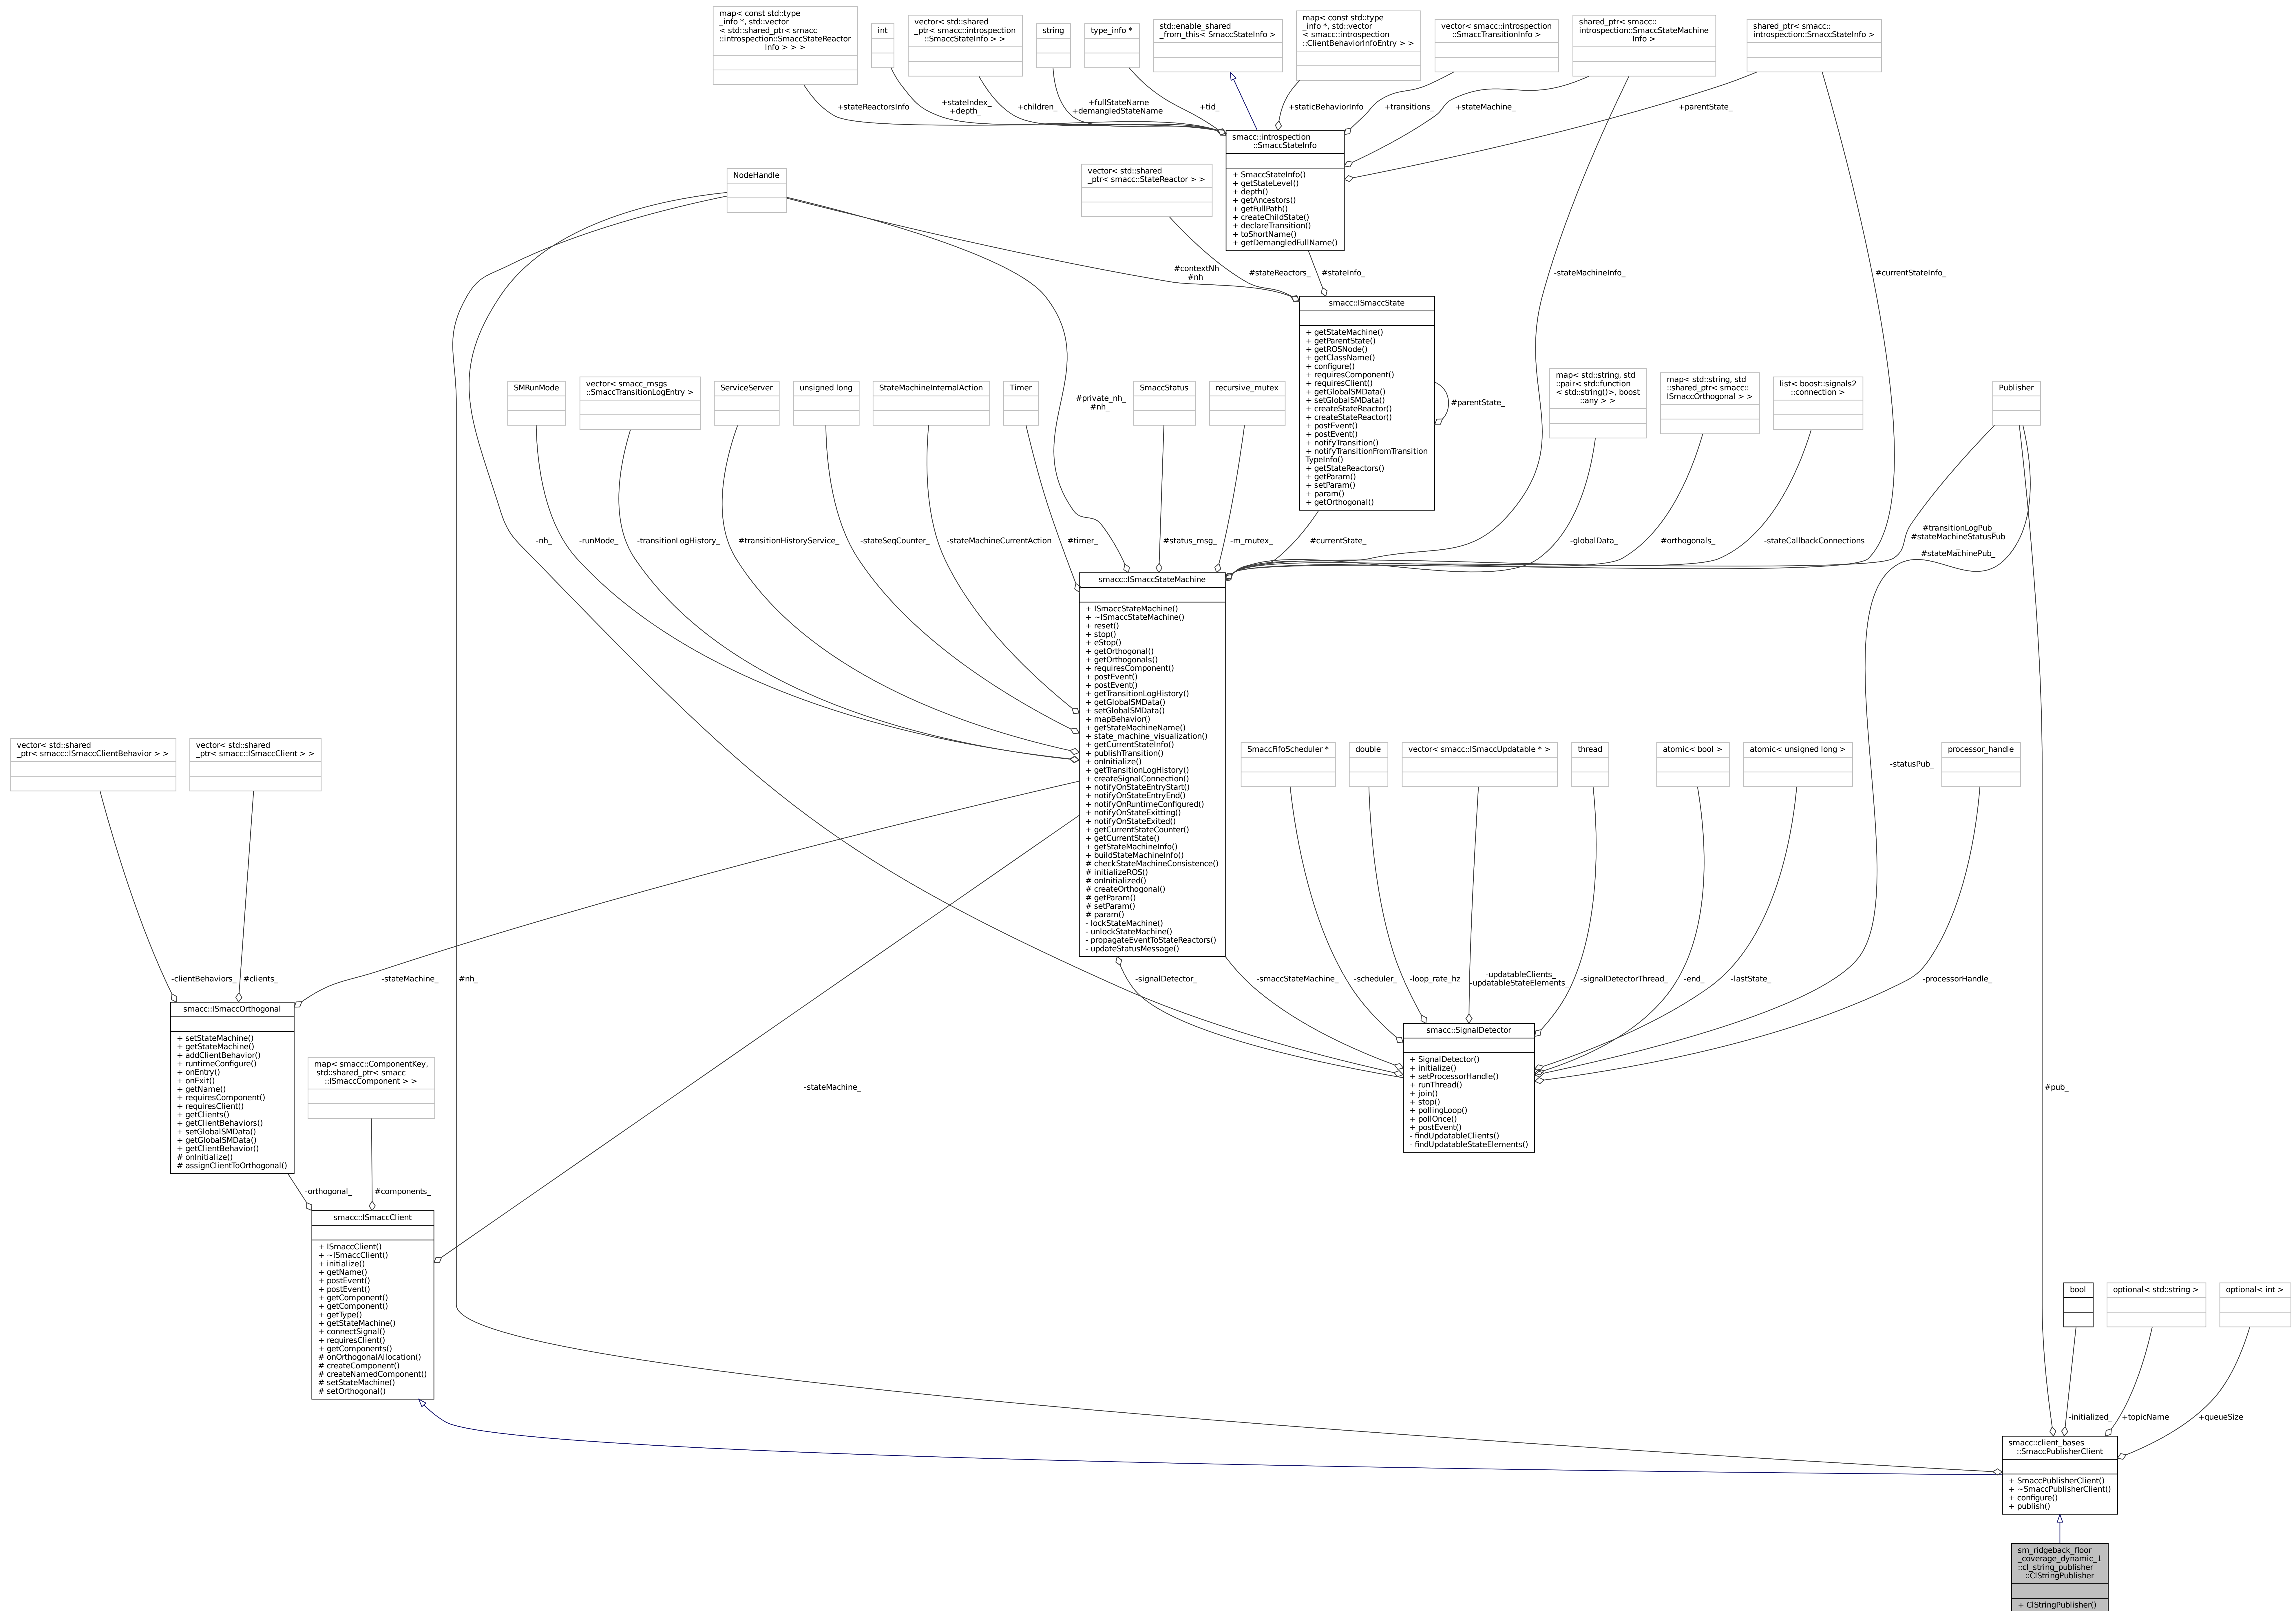 map< const std::type
_info *, std::vector
< std::shared_ptr< smacc
::introspection::SmaccStateReactor
Info > > >
int
vector< std::shared
_ptr< smacc::introspection
::SmaccStateInfo > >
string
type_info *
std::enable_shared
_from_this< SmaccStateInfo >
map< const std::type
_info *, std::vector
< smacc::introspection
::ClientBehaviorInfoEntry > >
vector< smacc::introspection
::SmaccTransitionInfo >
shared_ptr< smacc::
introspection::SmaccStateMachine
Info >
shared_ptr< smacc::
introspection::SmaccStateInfo >
+stateReactorsInfo
+stateIndex_
+depth_
+children_
+fullStateName
+demangledStateName
+tid_
+staticBehaviorInfo
+transitions_
+stateMachine_
+parentState_
smacc::introspection
::SmaccStateInfo
+ SmaccStateInfo()
+ getStateLevel()
+ depth()
+ getAncestors()
+ getFullPath()
+ createChildState()
+ declareTransition()
+ toShortName()
+ getDemangledFullName()
NodeHandle
vector< std::shared
_ptr< smacc::StateReactor > >
#contextNh
#nh
#stateReactors_
#stateInfo_
-stateMachineInfo_
#currentStateInfo_
smacc::ISmaccState
+ getStateMachine()
+ getParentState()
+ getROSNode()
+ getClassName()
+ configure()
+ requiresComponent()
+ requiresClient()
+ getGlobalSMData()
+ setGlobalSMData()
+ createStateReactor()
+ createStateReactor()
+ postEvent()
+ postEvent()
+ notifyTransition()
+ notifyTransitionFromTransition
TypeInfo()
+ getStateReactors()
+ getParam()
+ setParam()
+ param()
+ getOrthogonal()
#parentState_
SMRunMode
vector< smacc_msgs
::SmaccTransitionLogEntry >
ServiceServer
unsigned long
StateMachineInternalAction
Timer
#private_nh_
#nh_
SmaccStatus
recursive_mutex
map< std::string, std
::pair< std::function
< std::string()>, boost
::any > >
map< std::string, std
::shared_ptr< smacc::
ISmaccOrthogonal > >
list< boost::signals2
::connection >
Publisher
-nh_
-runMode_
-transitionLogHistory_
#transitionHistoryService_
-stateSeqCounter_
-stateMachineCurrentAction
#timer_
#status_msg_
-m_mutex_
#currentState_
-globalData_
#orthogonals_
-stateCallbackConnections
#transitionLogPub_
#stateMachineStatusPub
_
#stateMachinePub_
smacc::ISmaccStateMachine
+ ISmaccStateMachine()
+ ~ISmaccStateMachine()
+ reset()
+ stop()
+ eStop()
+ getOrthogonal()
+ getOrthogonals()
+ requiresComponent()
+ postEvent()
+ postEvent()
+ getTransitionLogHistory()
+ getGlobalSMData()
+ setGlobalSMData()
+ mapBehavior()
+ getStateMachineName()
+ state_machine_visualization()
+ getCurrentStateInfo()
+ publishTransition()
+ onInitialize()
+ getTransitionLogHistory()
+ createSignalConnection()
+ notifyOnStateEntryStart()
+ notifyOnStateEntryEnd()
+ notifyOnRuntimeConfigured()
+ notifyOnStateExitting()
+ notifyOnStateExited()
+ getCurrentStateCounter()
+ getCurrentState()
+ getStateMachineInfo()
+ buildStateMachineInfo()
# checkStateMachineConsistence()
# initializeROS()
# onInitialized()
# createOrthogonal()
# getParam()
# setParam()
# param()
- lockStateMachine()
- unlockStateMachine()
- propagateEventToStateReactors()
- updateStatusMessage()
vector< std::shared
_ptr< smacc::ISmaccClientBehavior > >
vector< std::shared
_ptr< smacc::ISmaccClient > >
SmaccFifoScheduler *
double
vector< smacc::ISmaccUpdatable * >
thread
atomic< bool >
atomic< unsigned long >
processor_handle
-statusPub_
-clientBehaviors_
#clients_
-stateMachine_
#nh_
-signalDetector_
-smaccStateMachine_
-scheduler_
-loop_rate_hz
-updatableClients_
-updatableStateElements_
-signalDetectorThread_
-end_
-lastState_
-processorHandle_
smacc::ISmaccOrthogonal
+ setStateMachine()
+ getStateMachine()
+ addClientBehavior()
+ runtimeConfigure()
+ onEntry()
+ onExit()
+ getName()
+ requiresComponent()
+ requiresClient()
+ getClients()
+ getClientBehaviors()
+ setGlobalSMData()
+ getGlobalSMData()
+ getClientBehavior()
# onInitialize()
# assignClientToOrthogonal()
map< smacc::ComponentKey,
std::shared_ptr< smacc
::ISmaccComponent > >
smacc::SignalDetector
+ SignalDetector()
+ initialize()
+ setProcessorHandle()
+ runThread()
+ join()
+ stop()
+ pollingLoop()
+ pollOnce()
+ postEvent()
- findUpdatableClients()
- findUpdatableStateElements()
-stateMachine_
#pub_
-orthogonal_
#components_
smacc::ISmaccClient
+ ISmaccClient()
+ ~ISmaccClient()
+ initialize()
+ getName()
+ postEvent()
+ postEvent()
+ getComponent()
+ getComponent()
+ getType()
+ getStateMachine()
+ connectSignal()
+ requiresClient()
+ getComponents()
# onOrthogonalAllocation()
# createComponent()
# createNamedComponent()
# setStateMachine()
# setOrthogonal()
bool
optional< std::string >
optional< int >
-initialized_
+topicName
+queueSize
smacc::client_bases
::SmaccPublisherClient
+ SmaccPublisherClient()
+ ~SmaccPublisherClient()
+ configure()
+ publish()
sm_ridgeback_floor
_coverage_dynamic_1
::cl_string_publisher
::ClStringPublisher
+ ClStringPublisher()